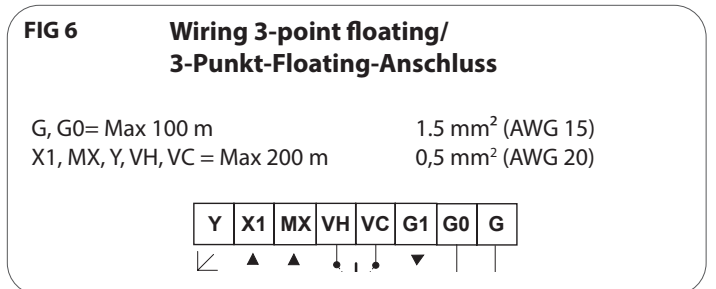 FIG 6
Wiring 3-point floating/
3-Punkt-Floating-Anschluss
G, G0= Max 100 m 1.5 mm² (AWG 15)
X1, MX, Y, VH, VC = Max 200 m 0,5 mm² (AWG 20)
Y X1 MX VH VC G1 G0 G